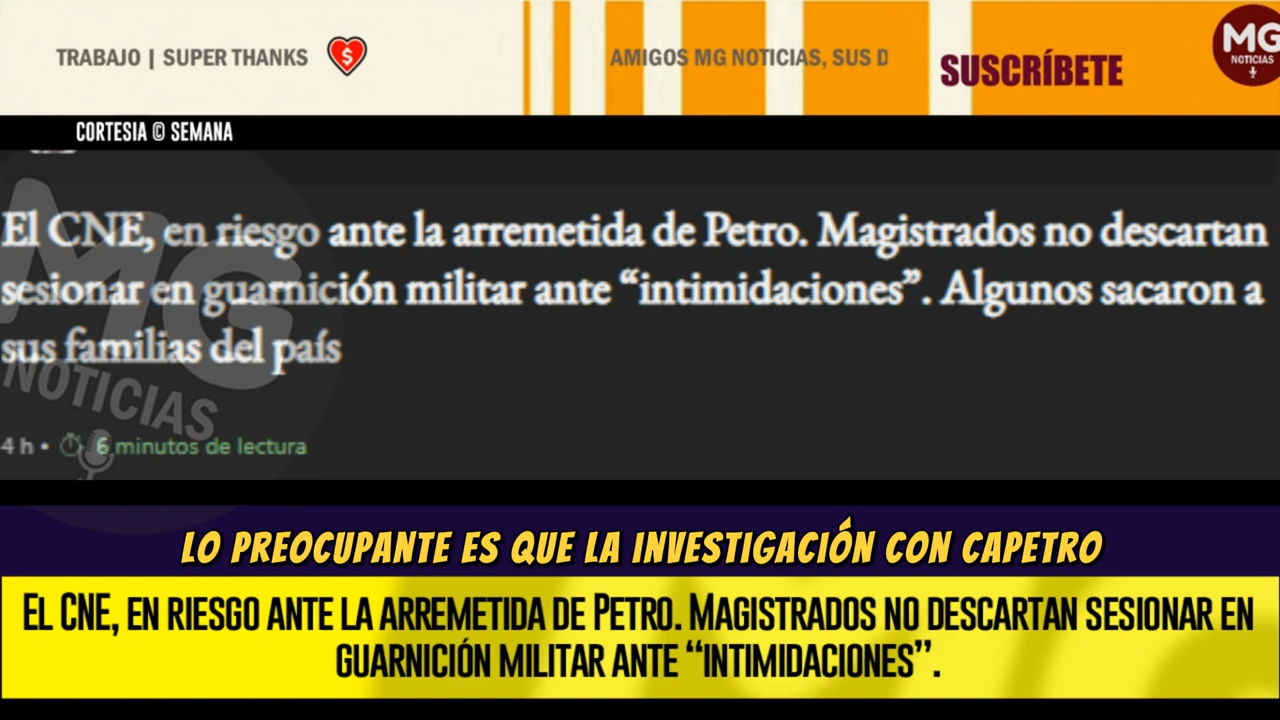 TRABAJO | SUPER THANKS
AMIGOS MG NOTICIAS, SUS D
SUSCRÍBETE
MG
NOTICIAS
CORTESIA © SEMANA
El CNE, en riesgo ante la arremetida de Petro. Magistrados no descartan
sesionar en guarnición militar ante “intimidaciones”. Algunos sacaron a
sus familias del país
MG
NOTICIAS
4 h • 6 minutos de lectura
LO PREOCUPANTE ES QUE LA INVESTIGACIÓN CON CAPETRO
EL CNE, EN RIESGO ANTE LA ARREMETIDA DE PETRO. MAGISTRADOS NO DESCARTAN SESIONAR EN
GUARNICIÓN MILITAR ANTE “INTIMIDACIONES”.